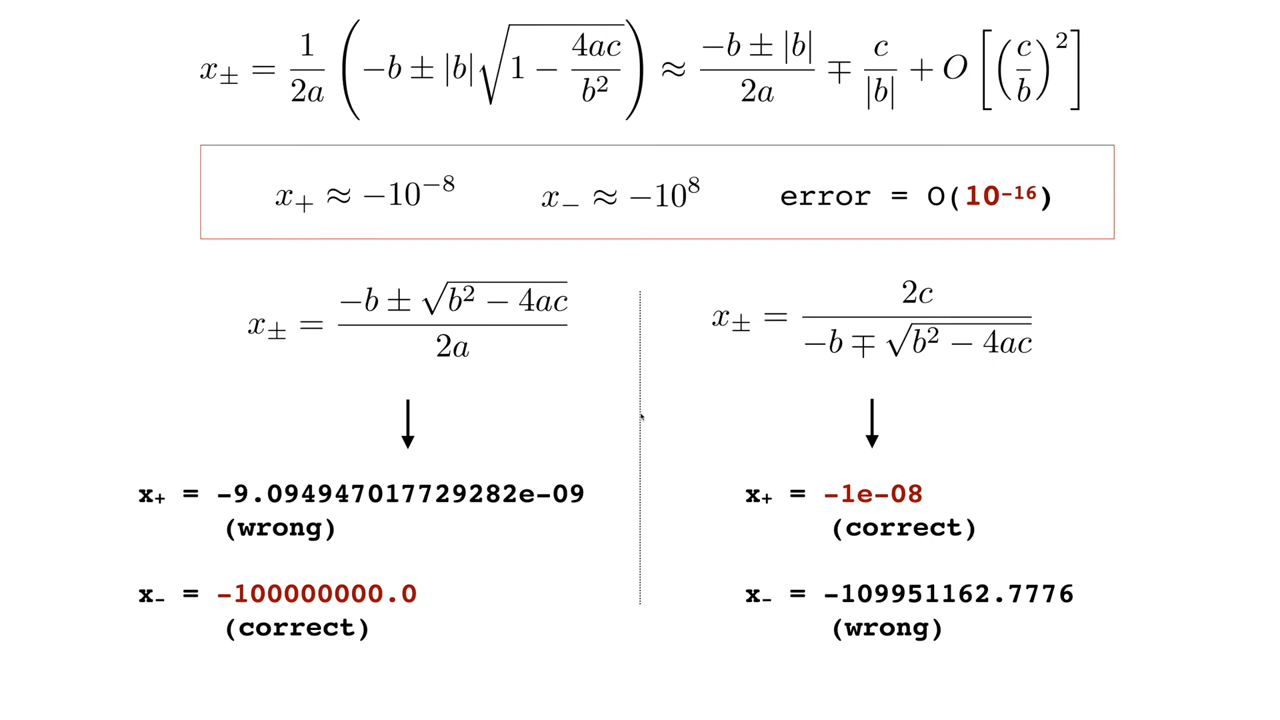 x± = 1/2a (−b ± |b|√(1 − 4ac/b²)) ≈ (−b ± |b|)/2a ∓ c/|b| + O[(c/b)²]
x₊ ≈ −10⁻⁸ x₋ ≈ −10⁸ error = O(10⁻¹⁶)
x± = (−b ± √(b² − 4ac))/2a
x± = 2c/(−b ∓ √(b² − 4ac))
x₊ = -9.094947017729282e-09
(wrong)
x₋ = -100000000.0
(correct)
x₊ = -1e-08
(correct)
x₋ = -109951162.7776
(wrong)